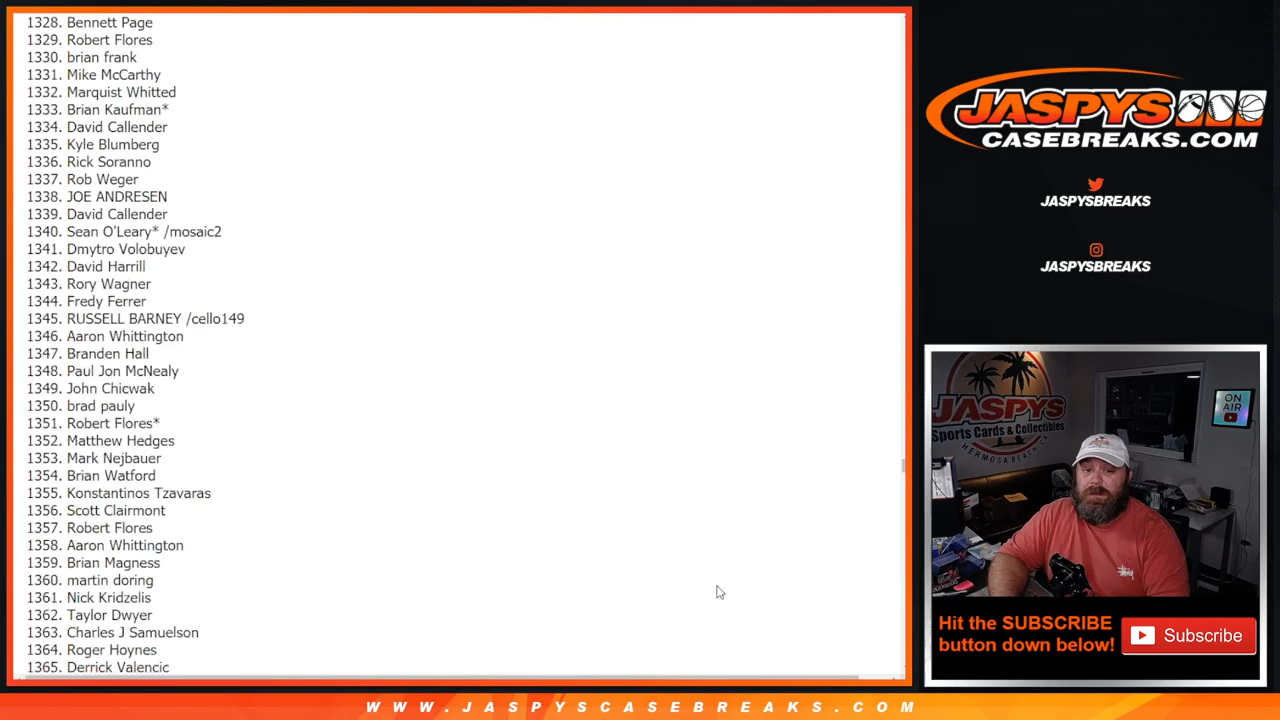 1328. Bennett Page
1329. Robert Flores
1330. brian frank
1331. Mike McCarthy
1332. Marquist Whitted
1333. Brian Kaufman*
1334. David Callender
1335. Kyle Blumberg
1336. Rick Soranno
1337. Rob Weger
1338. JOE ANDRESEN
1339. David Callender
1340. Sean O'Leary* /mosaic2
1341. Dmytro Volobuyev
1342. David Harrill
1343. Rory Wagner
1344. Fredy Ferrer
1345. RUSSELL BARNEY /cello149
1346. Aaron Whittington
1347. Branden Hall
1348. Paul Jon McNealy
1349. John Chicwak
1350. brad pauly
1351. Robert Flores*
1352. Matthew Hedges
1353. Mark Nejbauer
1354. Brian Watford
1355. Konstantinos Tzavaras
1356. Scott Clairmont
1357. Robert Flores
1358. Aaron Whittington
1359. Brian Magness
1360. martin doring
1361. Nick Kridzelis
1362. Taylor Dwyer
1363. Charles J Samuelson
1364. Roger Hoynes
1365. Derrick Valencic
JASPYS
CASEBREAKS.COM
JASPYSBREAKS
JASPYSBREAKS
JASPYS
Sports Cards & Collectibles
HERMOSA BEACH CA
ON
AIR
Hit the SUBSCRIBE
button down below!
Subscribe
WWW.JASPYSCASEBREAKS.COM